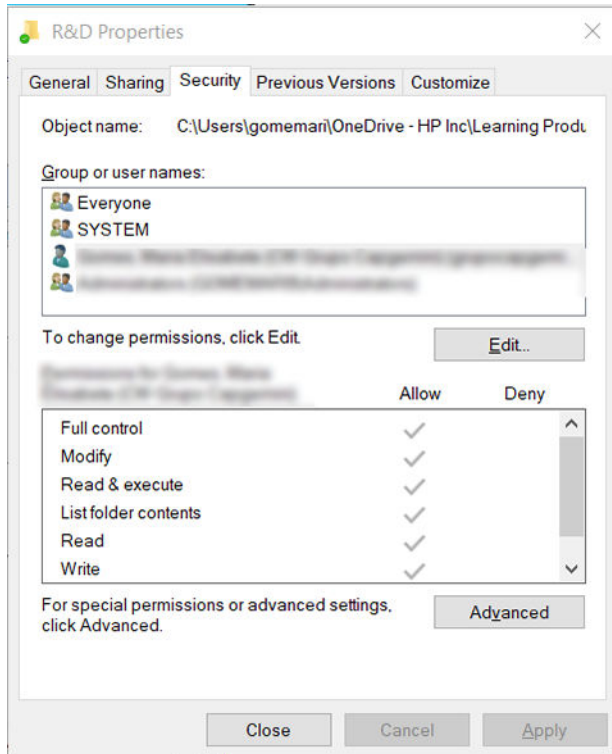 R&D Properties
General Sharing Security Previous Versions Customize
Object name: C:\Users\gomemari\OneDrive - HP Inc\Learning Produ
Group or user names:
Everyone
SYSTEM
To change permissions, click Edit.
Edit...
Allow Deny
Full control
Modify
Read & execute
List folder contents
Read
Write
For special permissions or advanced settings,
click Advanced.
Advanced
Close Cancel Apply